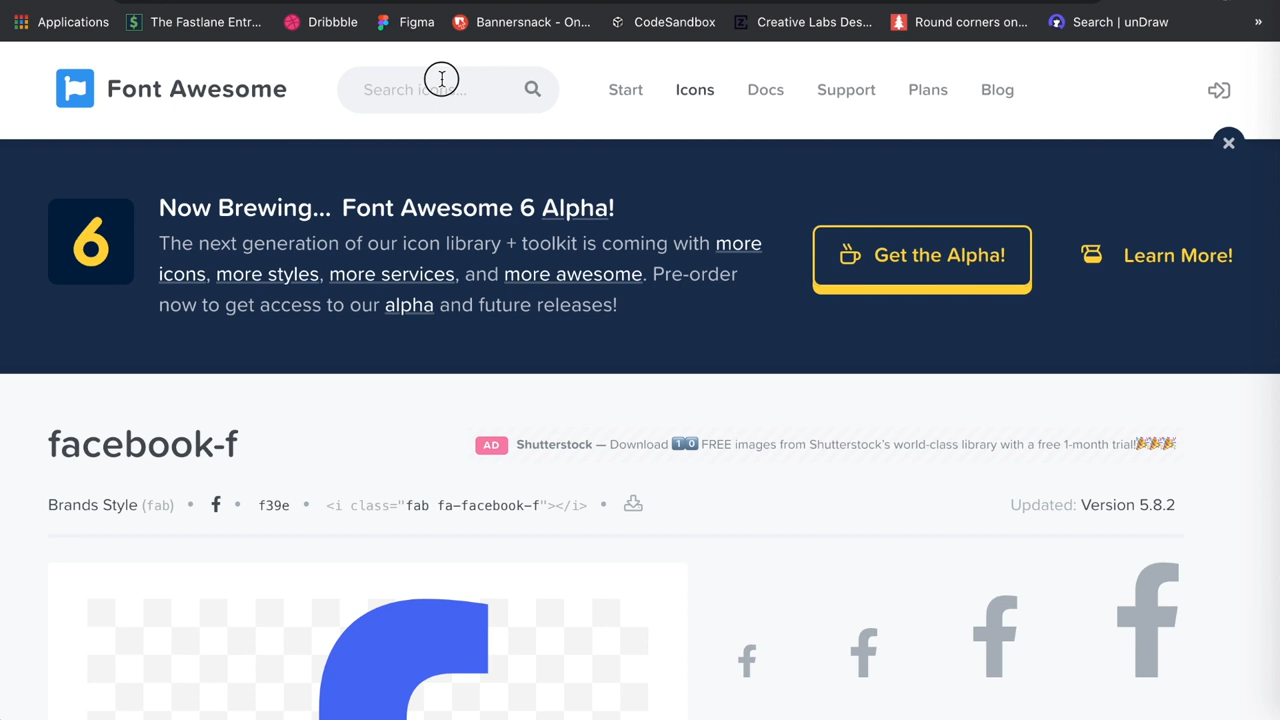 Applications
The Fastlane Entr...
Dribbble
Figma
Bannersnack - On...
CodeSandbox
Creative Labs Des...
Round corners on...
Search | unDraw
»
Font Awesome
Search icons...
Start
Icons
Docs
Support
Plans
Blog
6
Now Brewing... Font Awesome 6 Alpha!
The next generation of our icon library + toolkit is coming with more
icons, more styles, more services, and more awesome. Pre-order
now to get access to our alpha and future releases!
Get the Alpha!
Learn More!
facebook-f
AD Shutterstock — Download 10 FREE images from Shutterstock's world-class library with a free 1-month trial!
Brands Style (fab) • f • f39e • <i class="fab fa-facebook-f"></i> •
Updated: Version 5.8.2